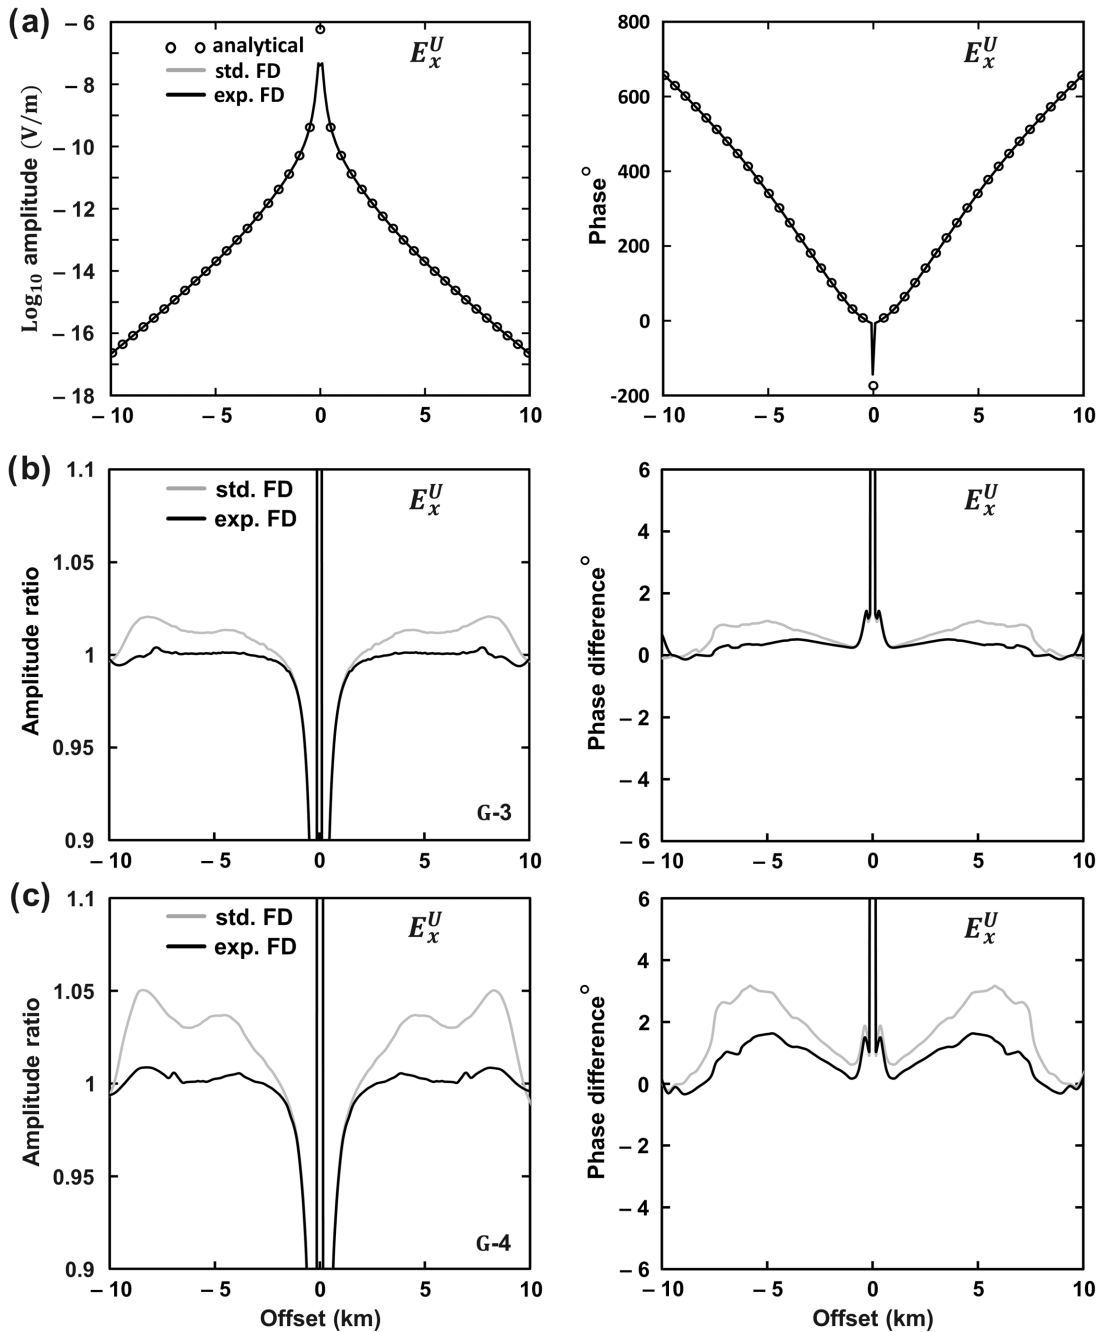 (a)
− 6
− 8
− 10
− 12
− 14
− 16
− 18
Log₁₀ amplitude (V/m)
analytical
std. FD
exp. FD
E_x^U
− 10
− 5
0
5
10
800
600
400
200
0
-200
Phase°
E_x^U
− 10
− 5
0
5
10
(b)
1.1
1.05
1
0.95
0.9
Amplitude ratio
std. FD
exp. FD
E_x^U
G-3
− 10
− 5
0
5
10
6
4
2
0
− 2
− 4
− 6
Phase difference°
E_x^U
− 10
− 5
0
5
10
(c)
1.1
1.05
1
0.95
0.9
Amplitude ratio
std. FD
exp. FD
E_x^U
G-4
− 10
− 5
0
5
10
Offset (km)
6
4
2
0
− 2
− 4
− 6
Phase difference°
E_x^U
− 10
− 5
0
5
10
Offset (km)